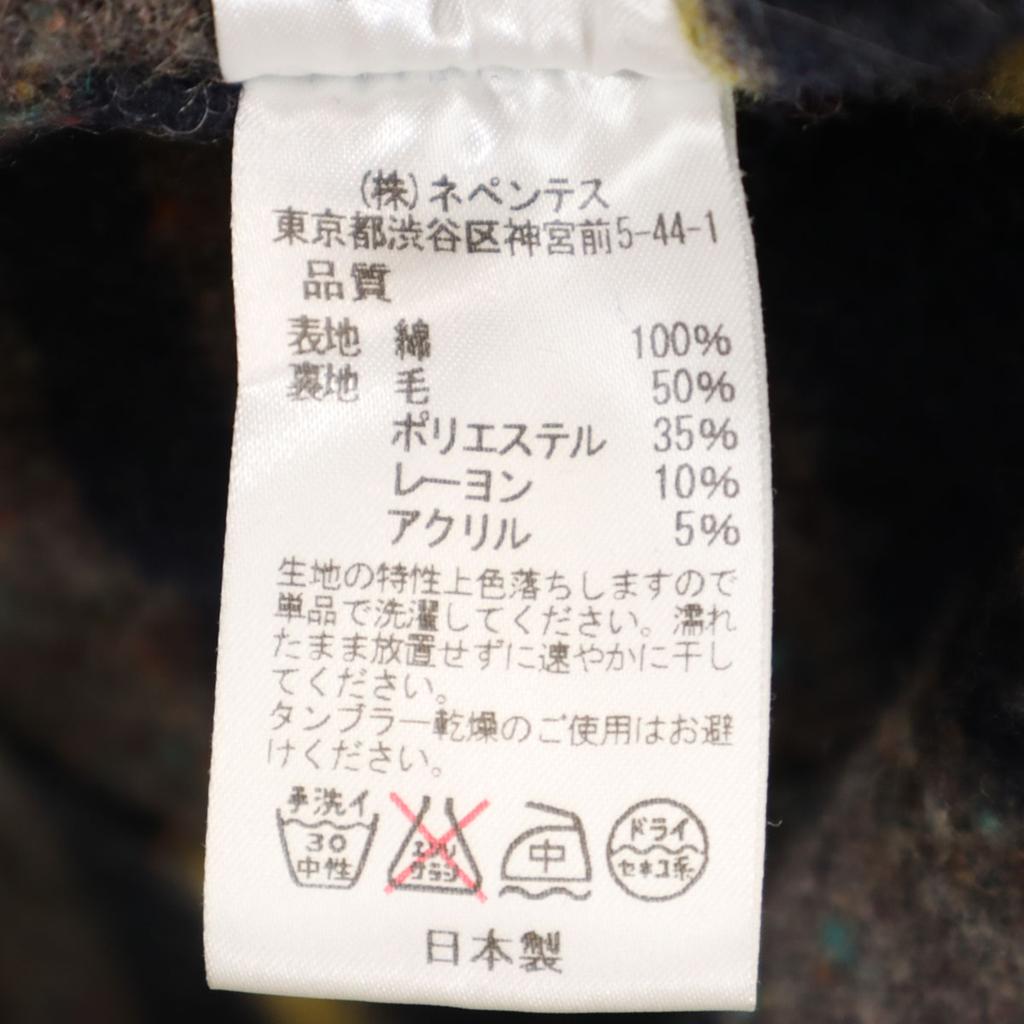 (株)ネペンテス
東京都渋谷区神宮前5-44-1
品質
表地 綿 100%
裏地 毛 50%
ポリエステル 35%
レーヨン 10%
アクリル 5%
生地の特性上色落ちしますので
単品で洗濯してください。濡れ
たまま放置せずに速やかに干し
てください。
タンブラー乾燥のご使用はお避
けください。
手洗イ
30
中性
エンソ
サラシ
中
ドライ
セキユ系
日本製